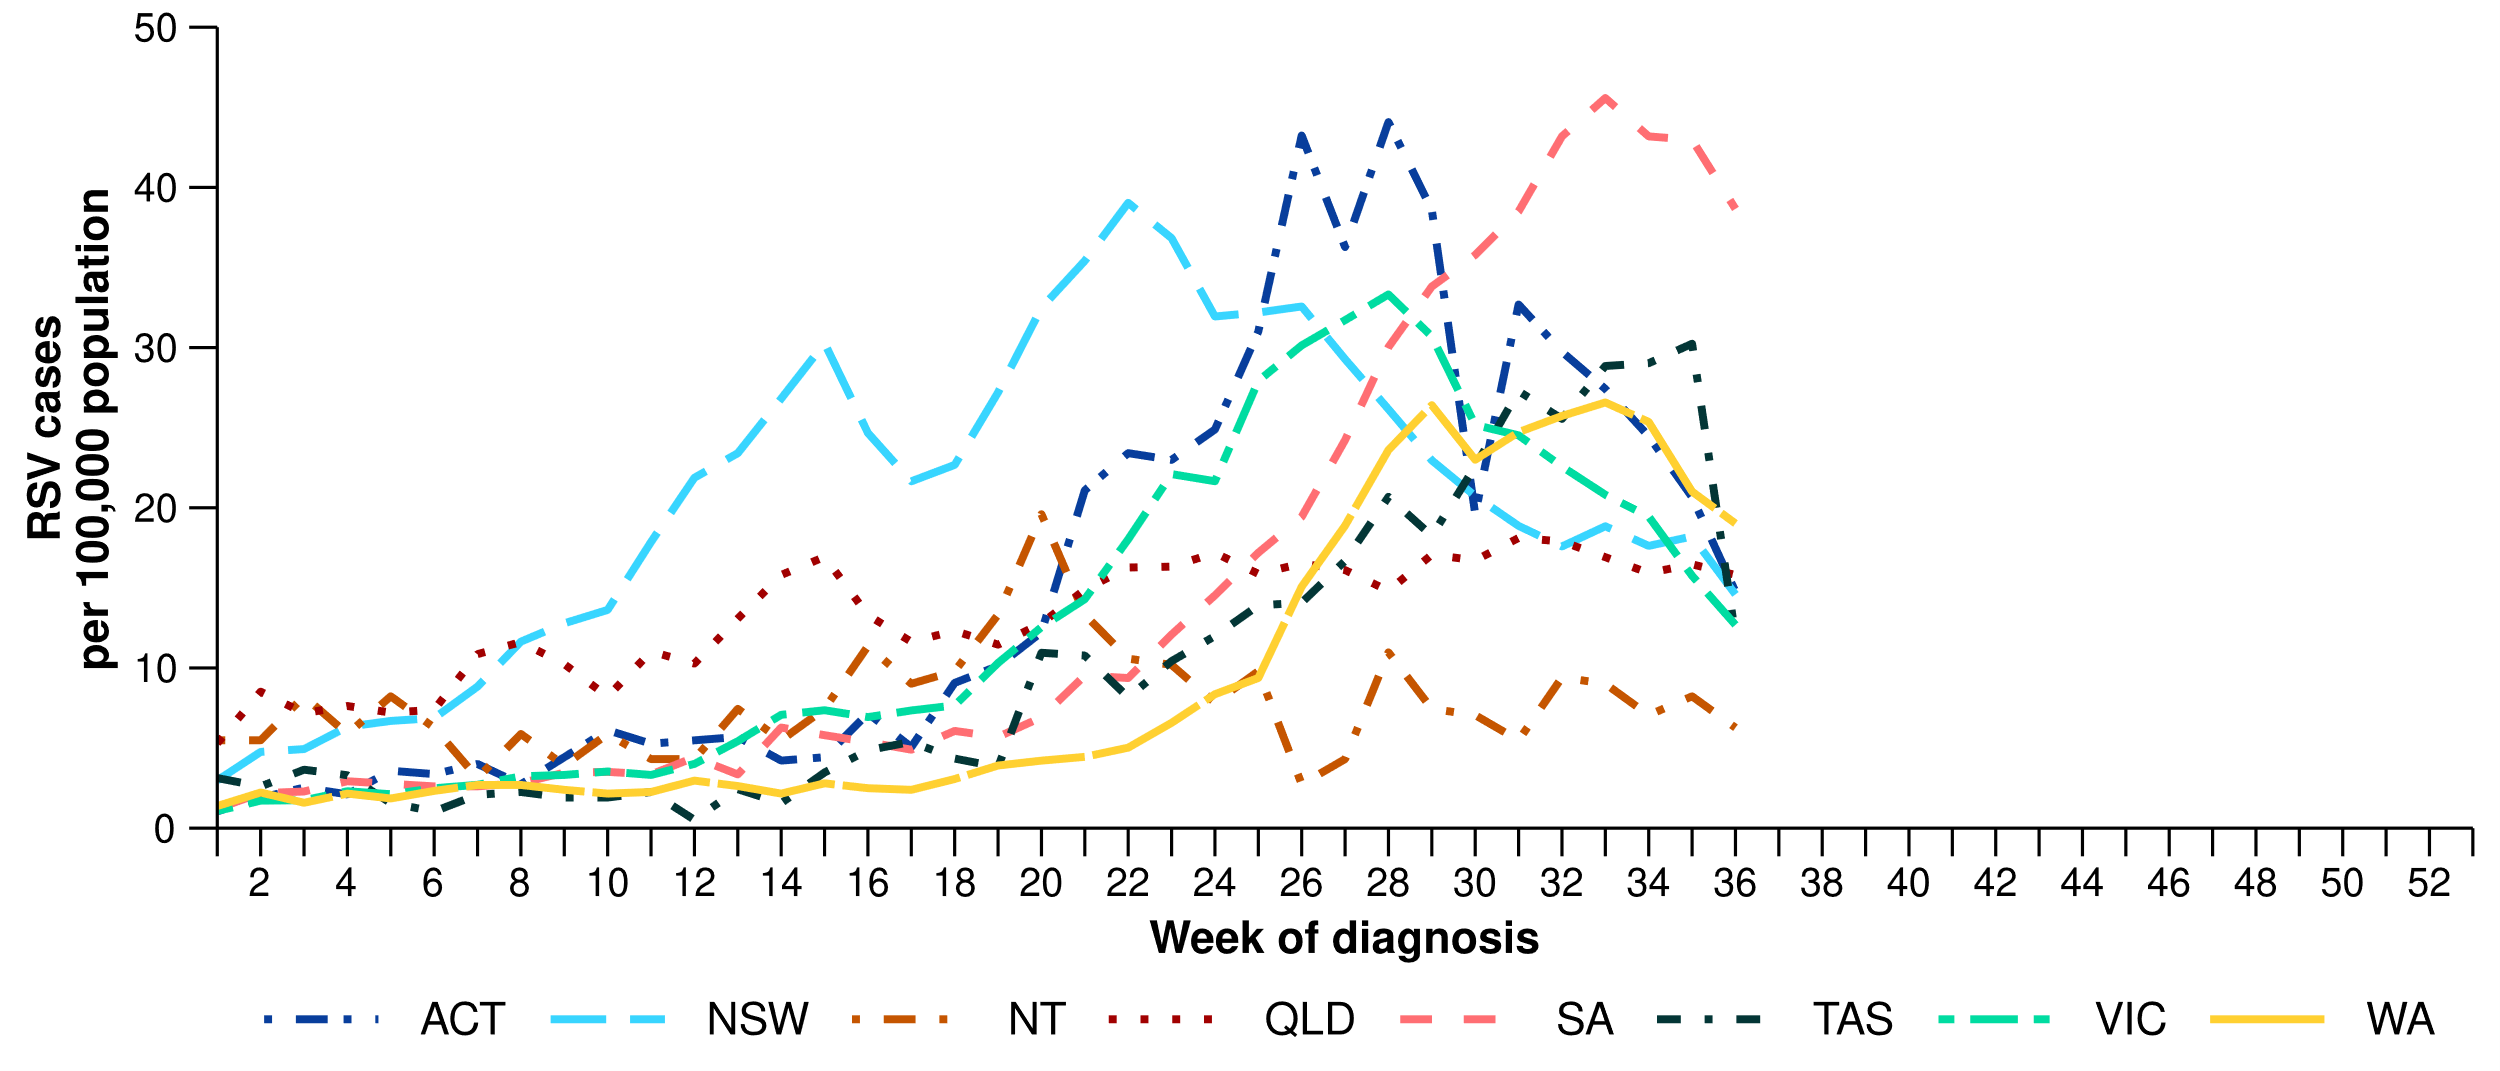 50
40
30
20
10
0
RSV cases
per 100,000 population
2 4 6 8 10 12 14 16 18 20 22 24 26 28 30 32 34 36 38 40 42 44 46 48 50 52
Week of diagnosis
ACT NSW NT QLD SA TAS VIC WA